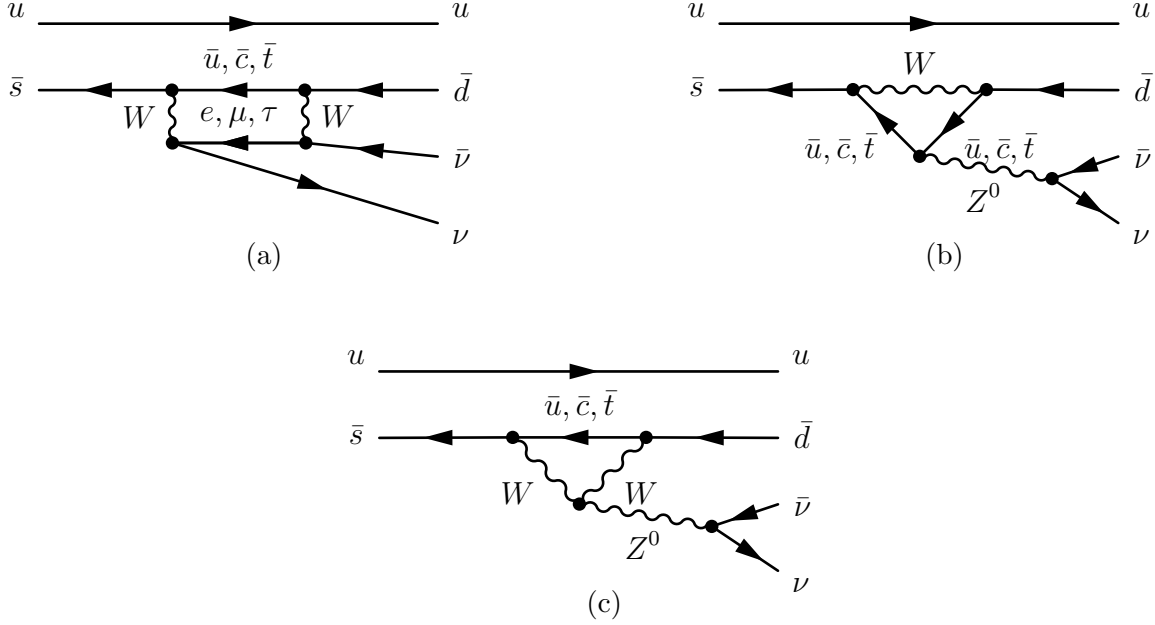 u u u u
ū, c̄, t̄ W
s̄ d̄ s̄ d̄
W e, μ, τ W
ū, c̄, t̄ ū, c̄, t̄
ν̄ ν̄
Z⁰
ν ν
(a) (b)
u u
ū, c̄, t̄
s̄ d̄
W W
ν̄
Z⁰
ν
(c)